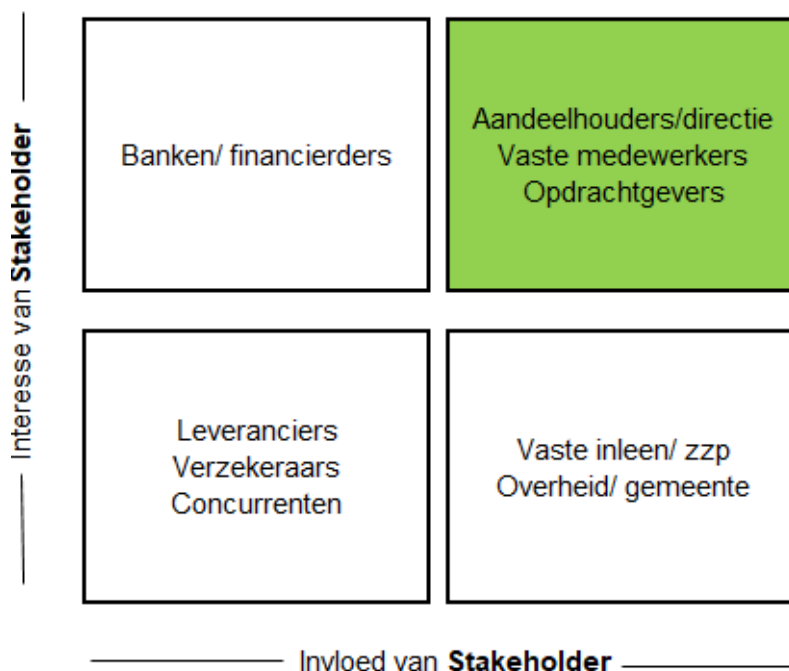 Interesse van Stakeholder
Banken/ financierders
Aandeelhouders/directie
Vaste medewerkers
Opdrachtgevers
Leveranciers
Verzekeraars
Concurrenten
Vaste inleen/ zzp
Overheid/ gemeente
Invloed van Stakeholder